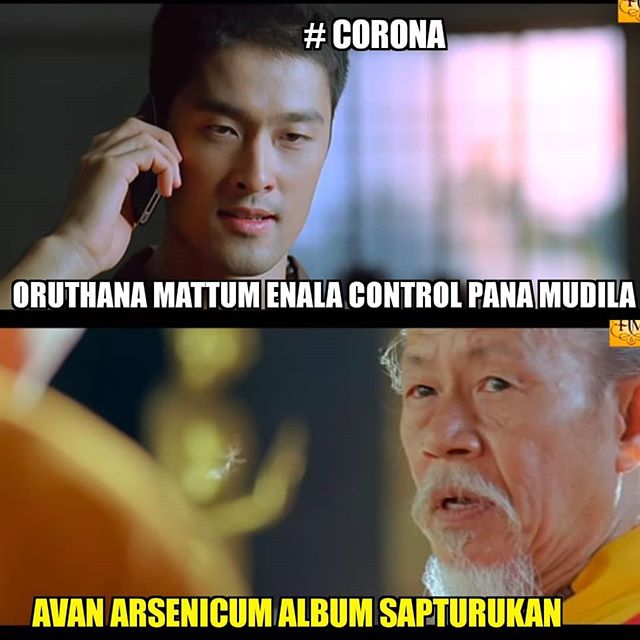 # CORONA
ORUTHANA MATTUM ENALA CONTROL PANA MUDILA
AVAN ARSENICUM ALBUM SAPTURUKAN